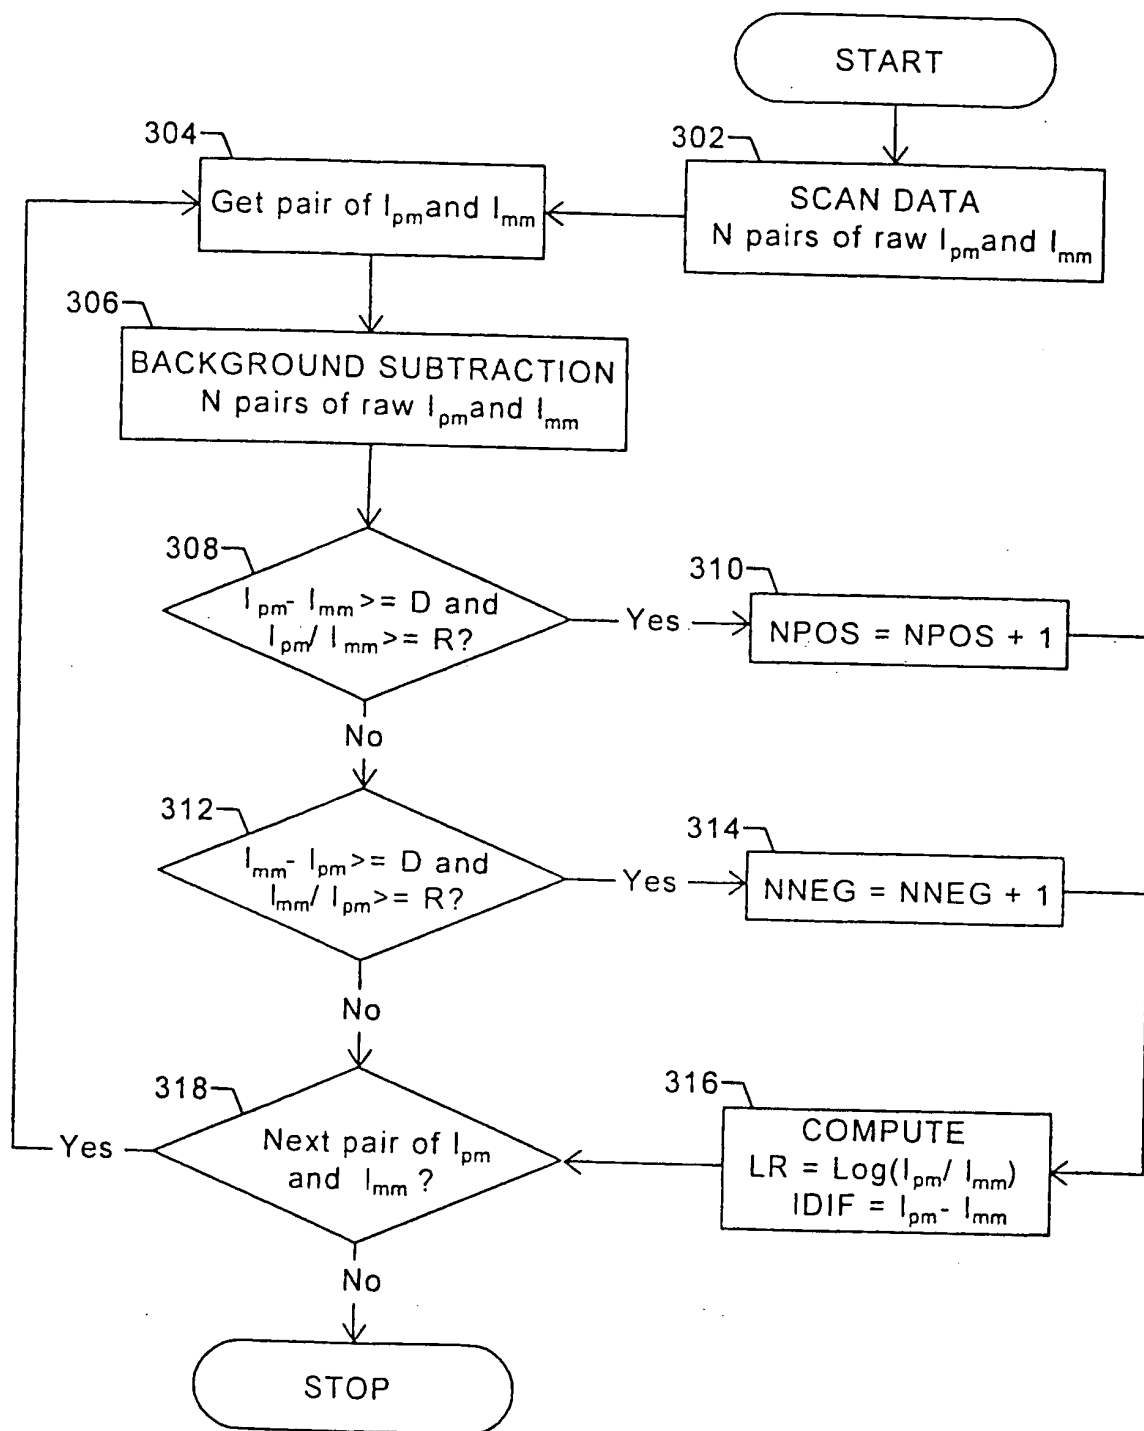 START
302
SCAN DATA
N pairs of raw Ipm and Imm
304
Get pair of Ipm and Imm
306
BACKGROUND SUBTRACTION
N pairs of raw Ipm and Imm
308
Ipm- Imm >= D and
Ipm/ Imm >= R?
Yes
310
NPOS = NPOS + 1
No
312
Imm- Ipm >= D and
Imm/ Ipm >= R?
Yes
314
NNEG = NNEG + 1
No
316
COMPUTE
LR = Log(Ipm/ Imm)
IDIF = Ipm- Imm
318
Next pair of Ipm
and Imm ?
Yes
No
STOP